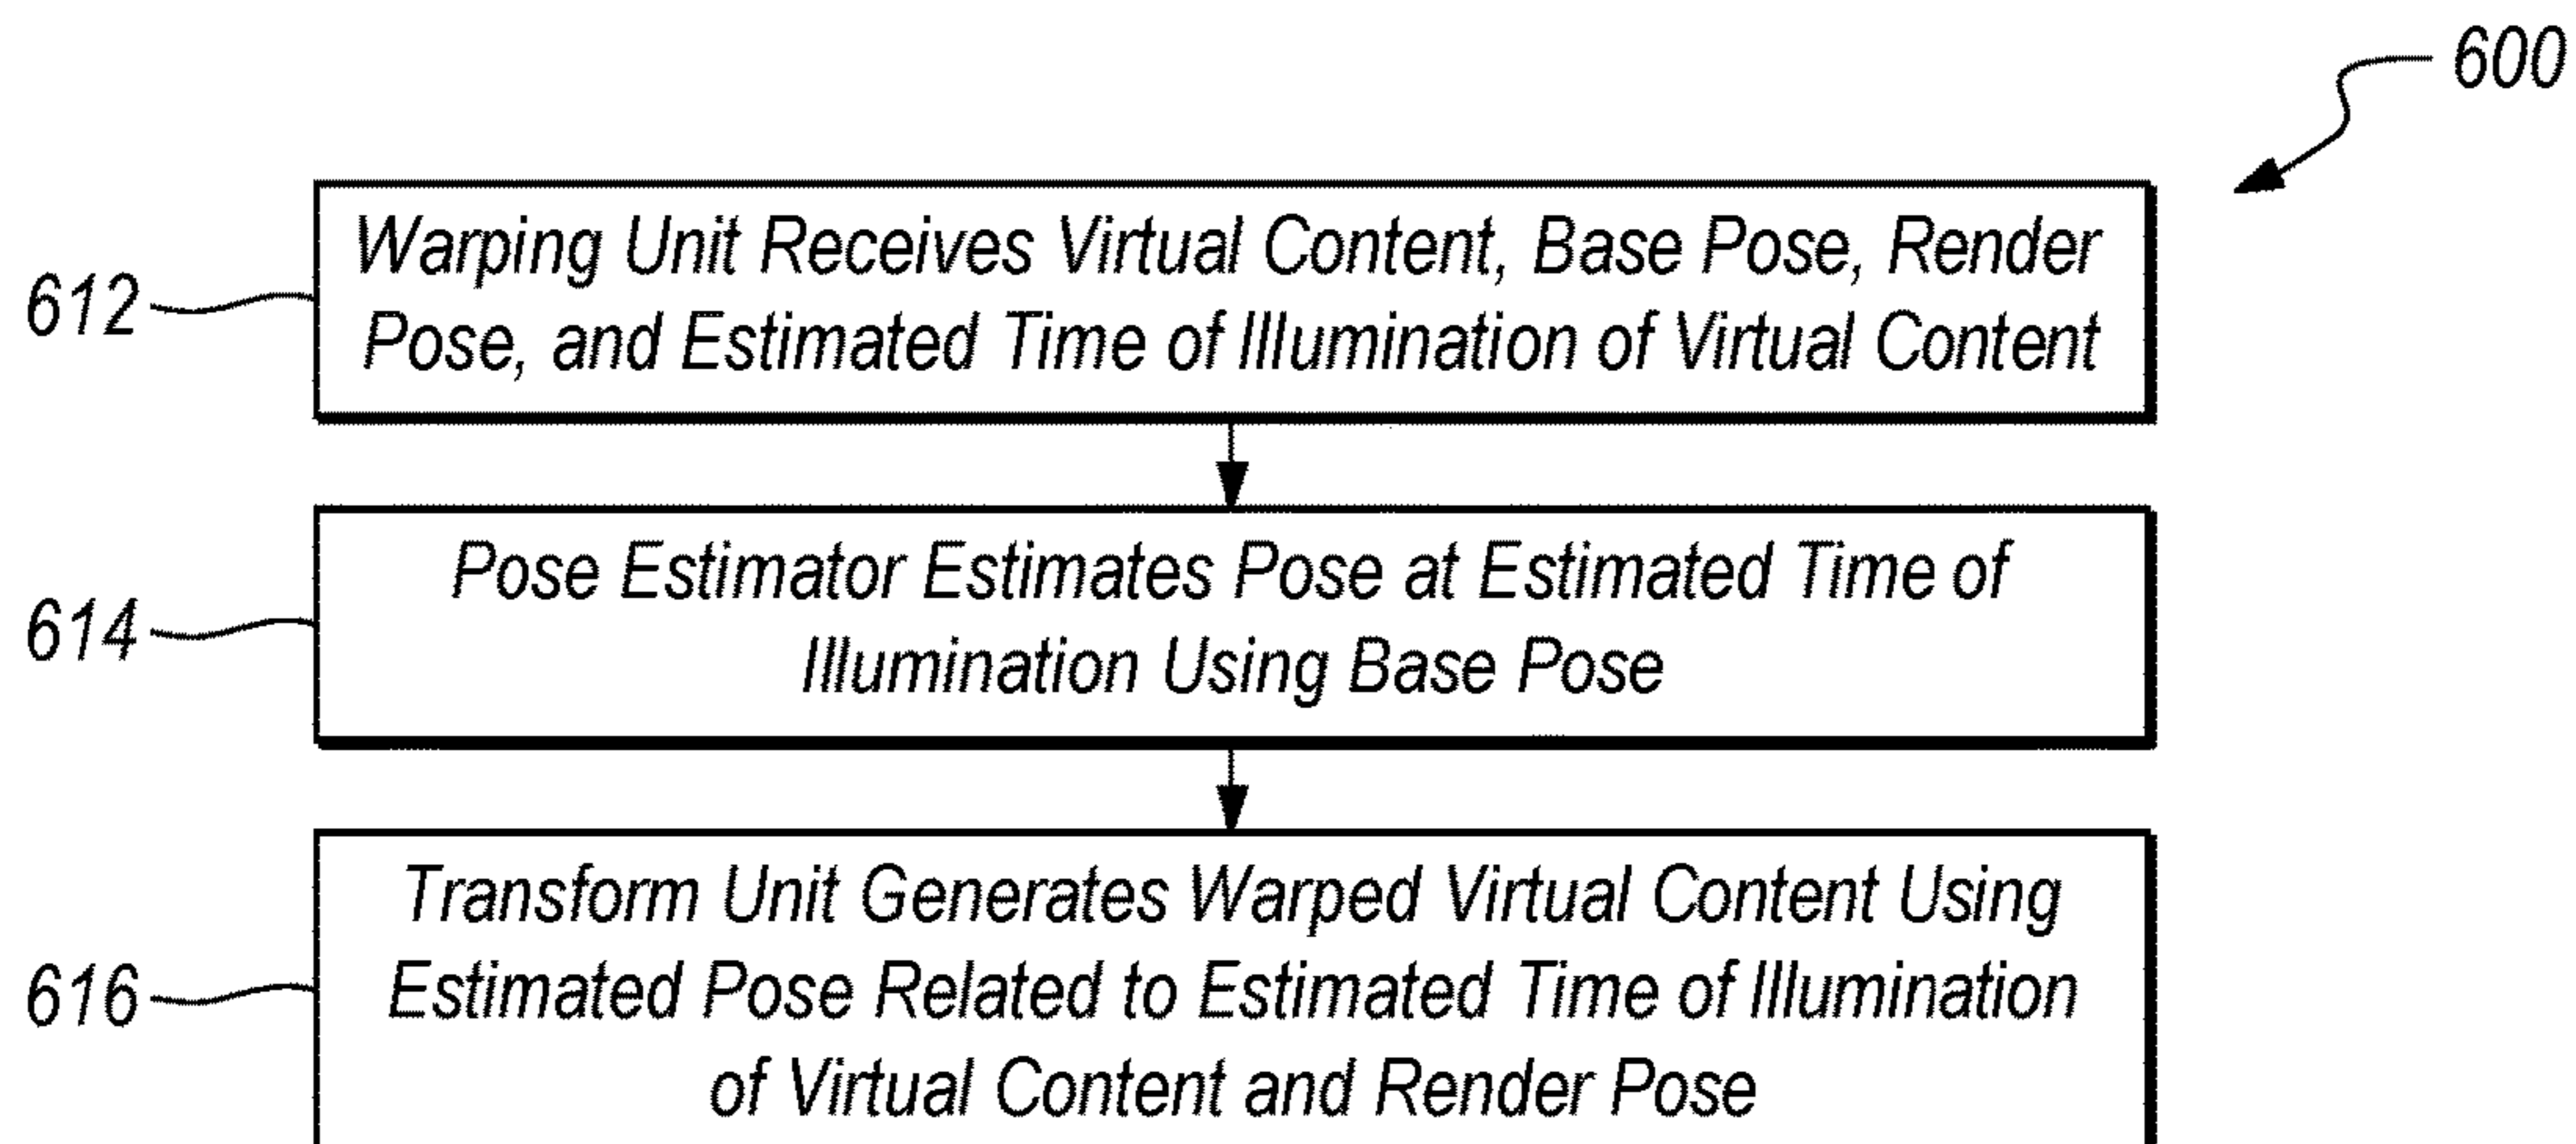 600
612
Warping Unit Receives Virtual Content, Base Pose, Render
Pose, and Estimated Time of Illumination of Virtual Content
614
Pose Estimator Estimates Pose at Estimated Time of
Illumination Using Base Pose
616
Transform Unit Generates Warped Virtual Content Using
Estimated Pose Related to Estimated Time of Illumination
of Virtual Content and Render Pose